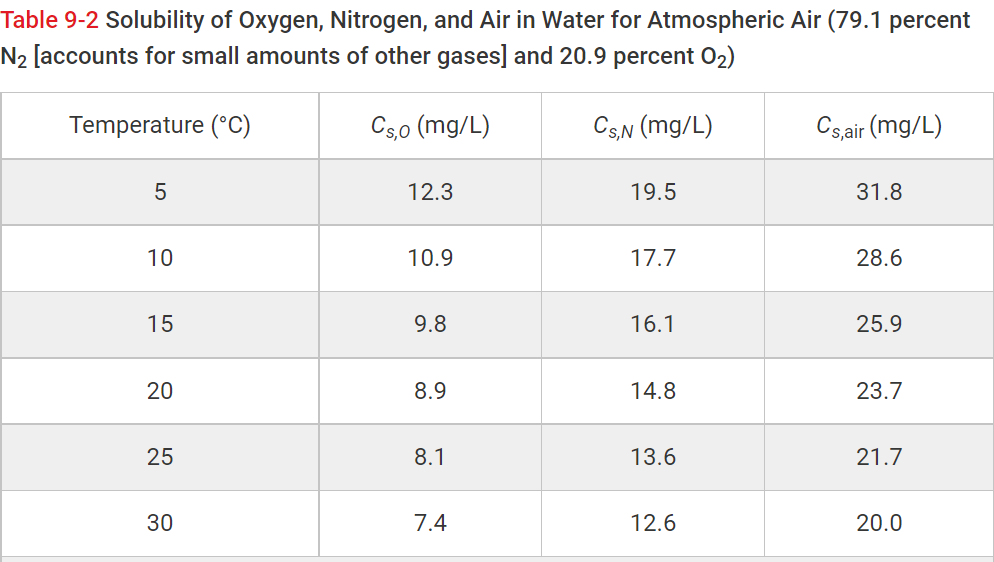 Table 9-2 Solubility of Oxygen, Nitrogen, and Air in Water for Atmospheric Air (79.1 percent
N₂ [accounts for small amounts of other gases] and 20.9 percent O₂)
Temperature (°C) Cs,O (mg/L) Cs,N (mg/L) Cs,air (mg/L)
5 12.3 19.5 31.8
10 10.9 17.7 28.6
15 9.8 16.1 25.9
20 8.9 14.8 23.7
25 8.1 13.6 21.7
30 7.4 12.6 20.0